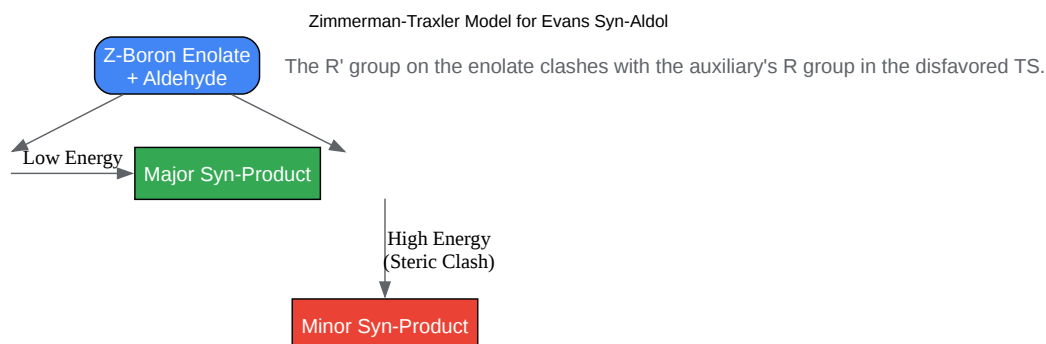 Zimmerman-Traxler Model for Evans Syn-Aldol
Z-Boron Enolate
+ Aldehyde
The R' group on the enolate clashes with the auxiliary's R group in the disfavored TS.
Low Energy
Major Syn-Product
High Energy
(Steric Clash)
Minor Syn-Product